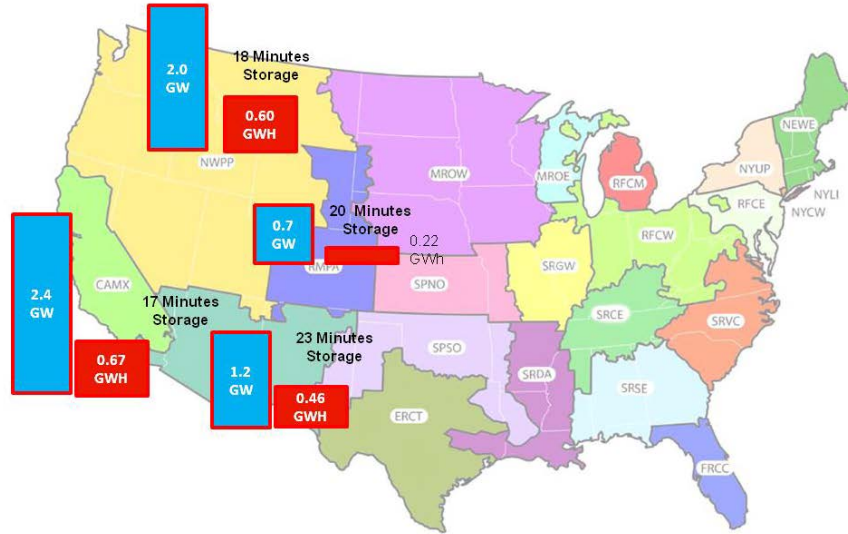 2.0
GW
18 Minutes
Storage
0.60
GWH
NWPP
MROW
MROE
RFCM
NEWE
NYUP
NYLI
NYCW
RFCE
RFCW
0.7
GW
20 Minutes
Storage
0.22
GWh
RMPA
SPNO
SRGW
SRCE
SRVC
CAMX
2.4
GW
17 Minutes
Storage
0.67
GWH
1.2
GW
23 Minutes
Storage
0.46
GWH
SPSO
SRDA
SRSE
ERCT
FRCC